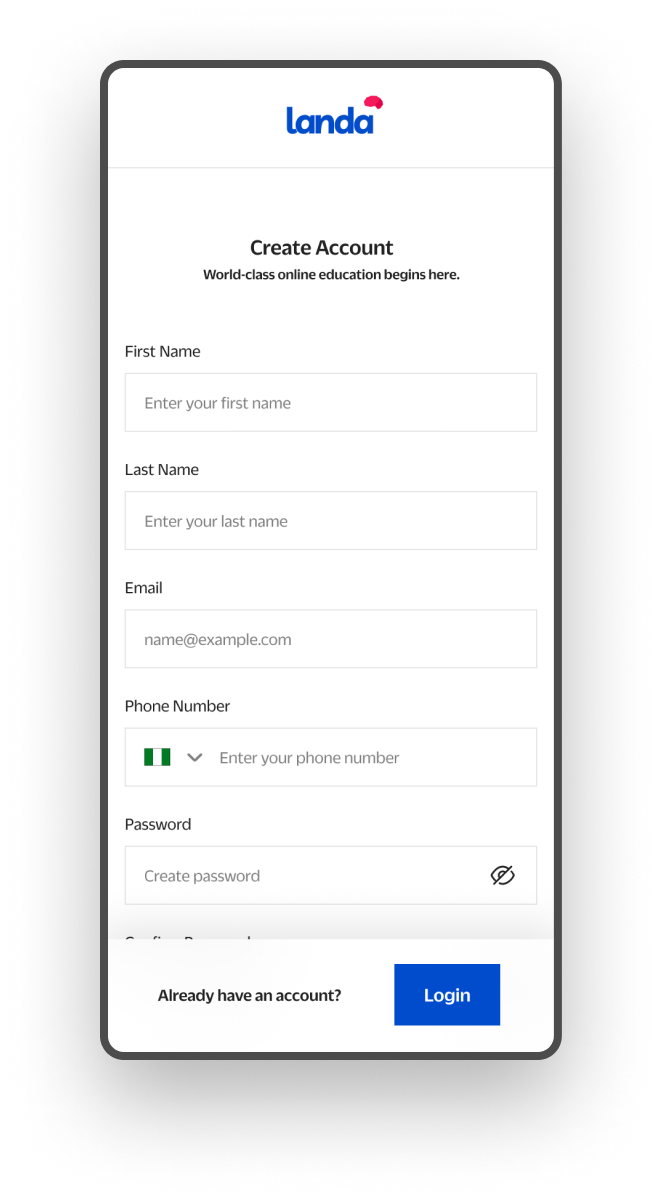 landa
Create Account
World-class online education begins here.
First Name
Enter your first name
Last Name
Enter your last name
Email
name@example.com
Phone Number
Enter your phone number
Password
Create password
Already have an account?
Login